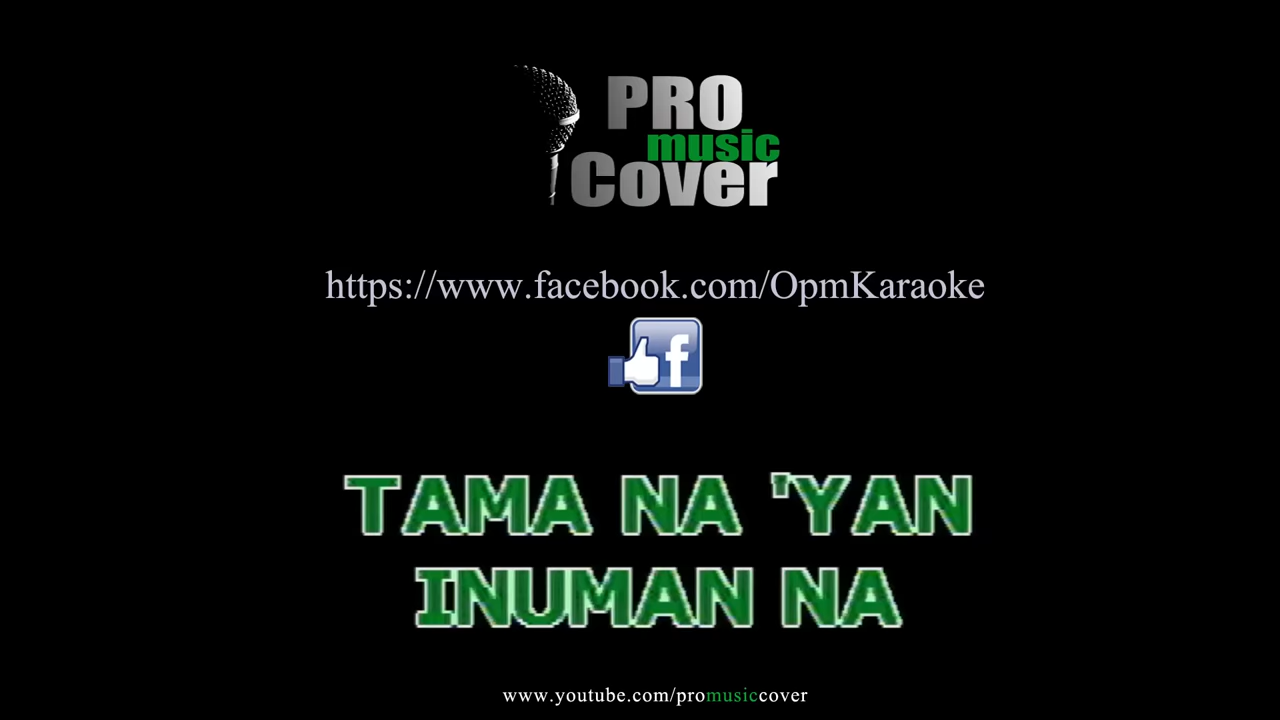 PRO
music
Cover
https://www.facebook.com/OpmKaraoke
f
TAMA NA 'YAN
INUMAN NA
www.youtube.com/promusiccover